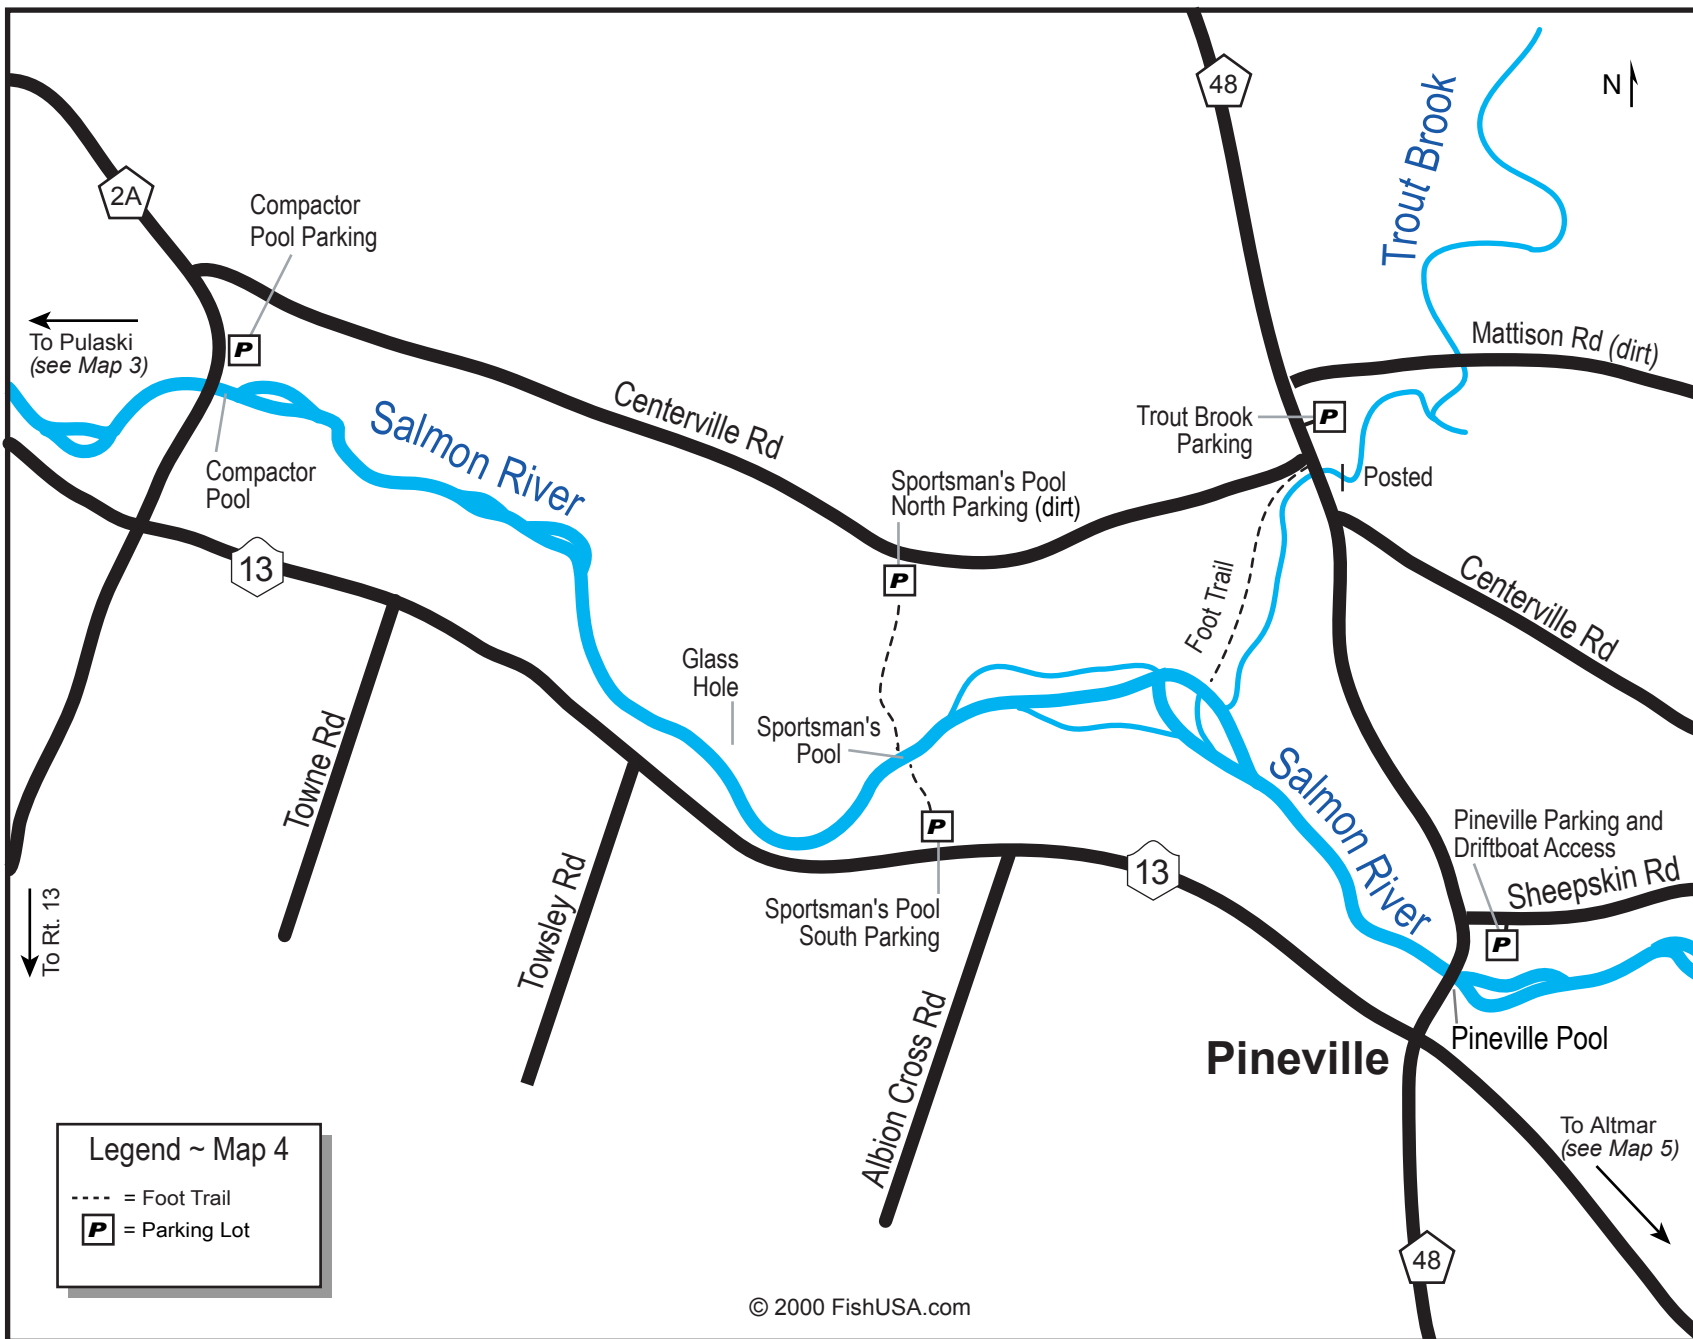 48
N
Trout Brook
2A
Compactor
Pool Parking
To Pulaski
(see Map 3)
Mattison Rd (dirt)
Salmon River
Centerville Rd
Trout Brook
Parking
Compactor
Pool
Sportsman's Pool
North Parking (dirt)
Posted
13
Centerville Rd
Foot Trail
Glass
Hole
Sportsman's
Pool
Towne Rd
Salmon River
Pineville Parking and
Driftboat Access
Sheepskin Rd
13
Towsley Rd
Sportsman's Pool
South Parking
To Rt. 13
Albion Cross Rd
Pineville
Pineville Pool
To Altmar
(see Map 5)
Legend ~ Map 4
= Foot Trail
P = Parking Lot
P
P
P
P
P
48
© 2000 FishUSA.com